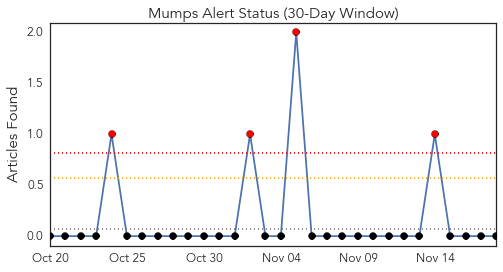 Mumps Alert Status (30-Day Window)
Articles Found
2.0
1.5
1.0
0.5
0.0
Oct 20 Oct 25 Oct 30 Nov 04 Nov 09 Nov 14